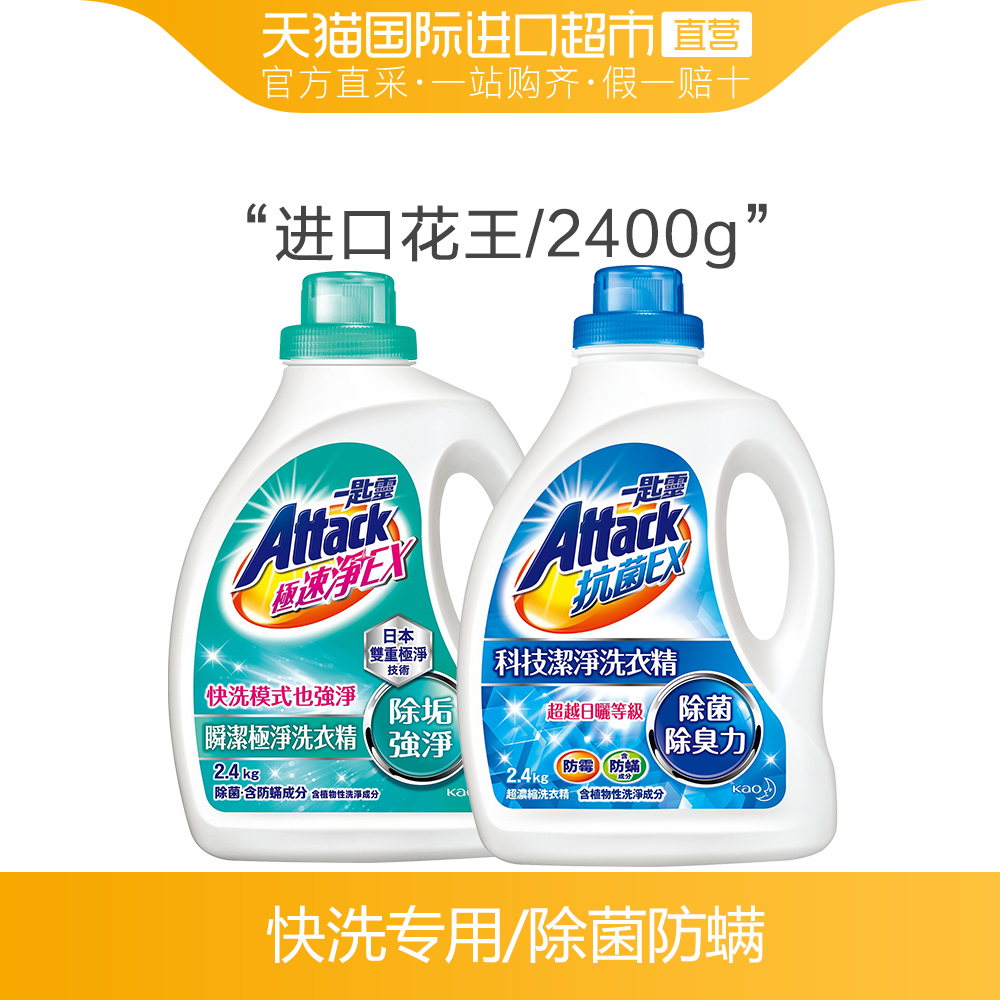 天猫国际进口超市 直营
官方直采·一站购齐·假一赔十
“进口花王/2400g”
一匙靈
Attack
極速淨EX
日本
雙重極淨
技術
快洗模式也強淨
瞬潔極淨洗衣精
除垢
強淨
2.4kg
除菌·含防蟎成分 含植物性洗淨成分
Kao
一匙靈
Attack
抗菌EX
科技潔淨洗衣精
超越日曬等級
除菌
除臭力
防霉
含
防蟎
成分
2.4kg
超濃縮洗衣精 含植物性洗淨成分
Kao
快洗专用/除菌防螨